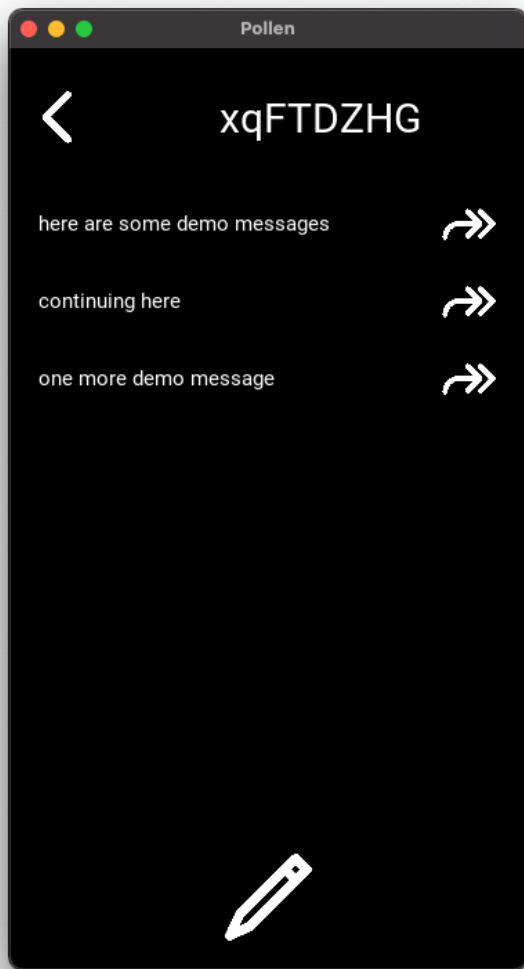 Pollen
xqFTDZHG
here are some demo messages
continuing here
one more demo message